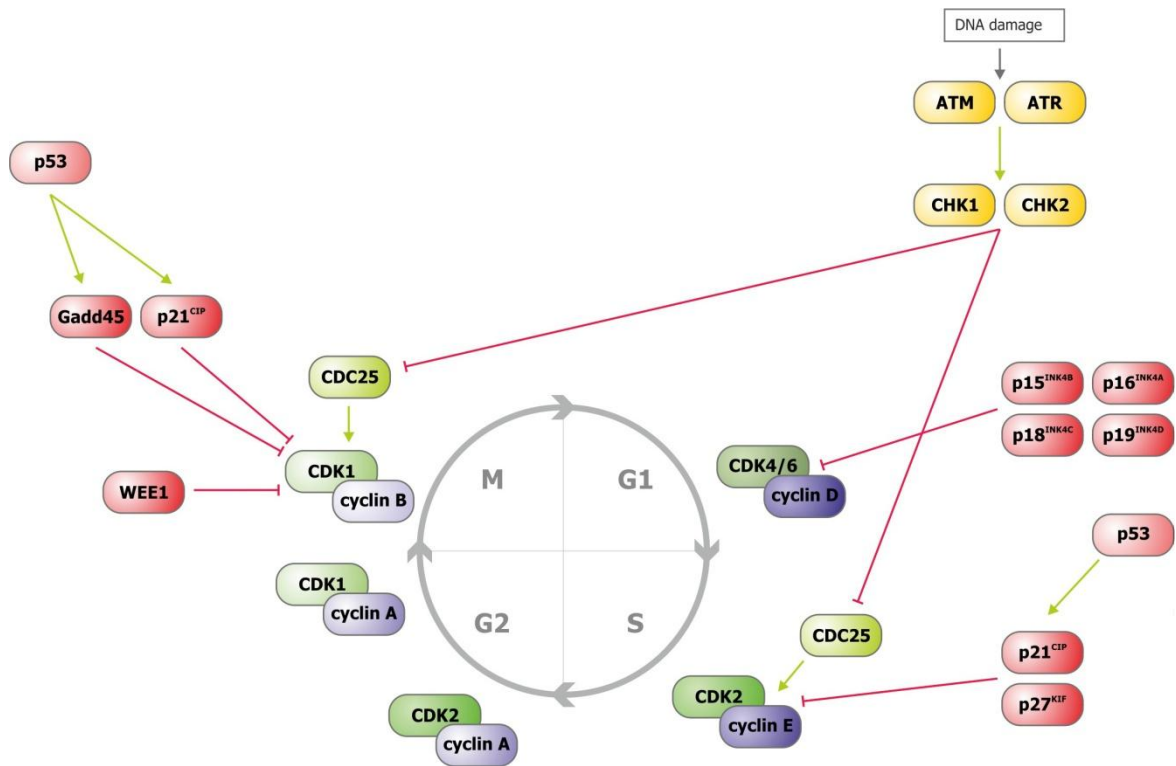 DNA damage
ATM ATR
p53
CHK1 CHK2
Gadd45 p21CIP
CDC25
p15INK4B p16INK4A
p18INK4C p19INK4D
CDK1
cyclin B
WEE1
M G1
CDK4/6
cyclin D
p53
CDK1
cyclin A
G2 S
CDC25
p21CIP
p27KIF
CDK2
cyclin E
CDK2
cyclin A